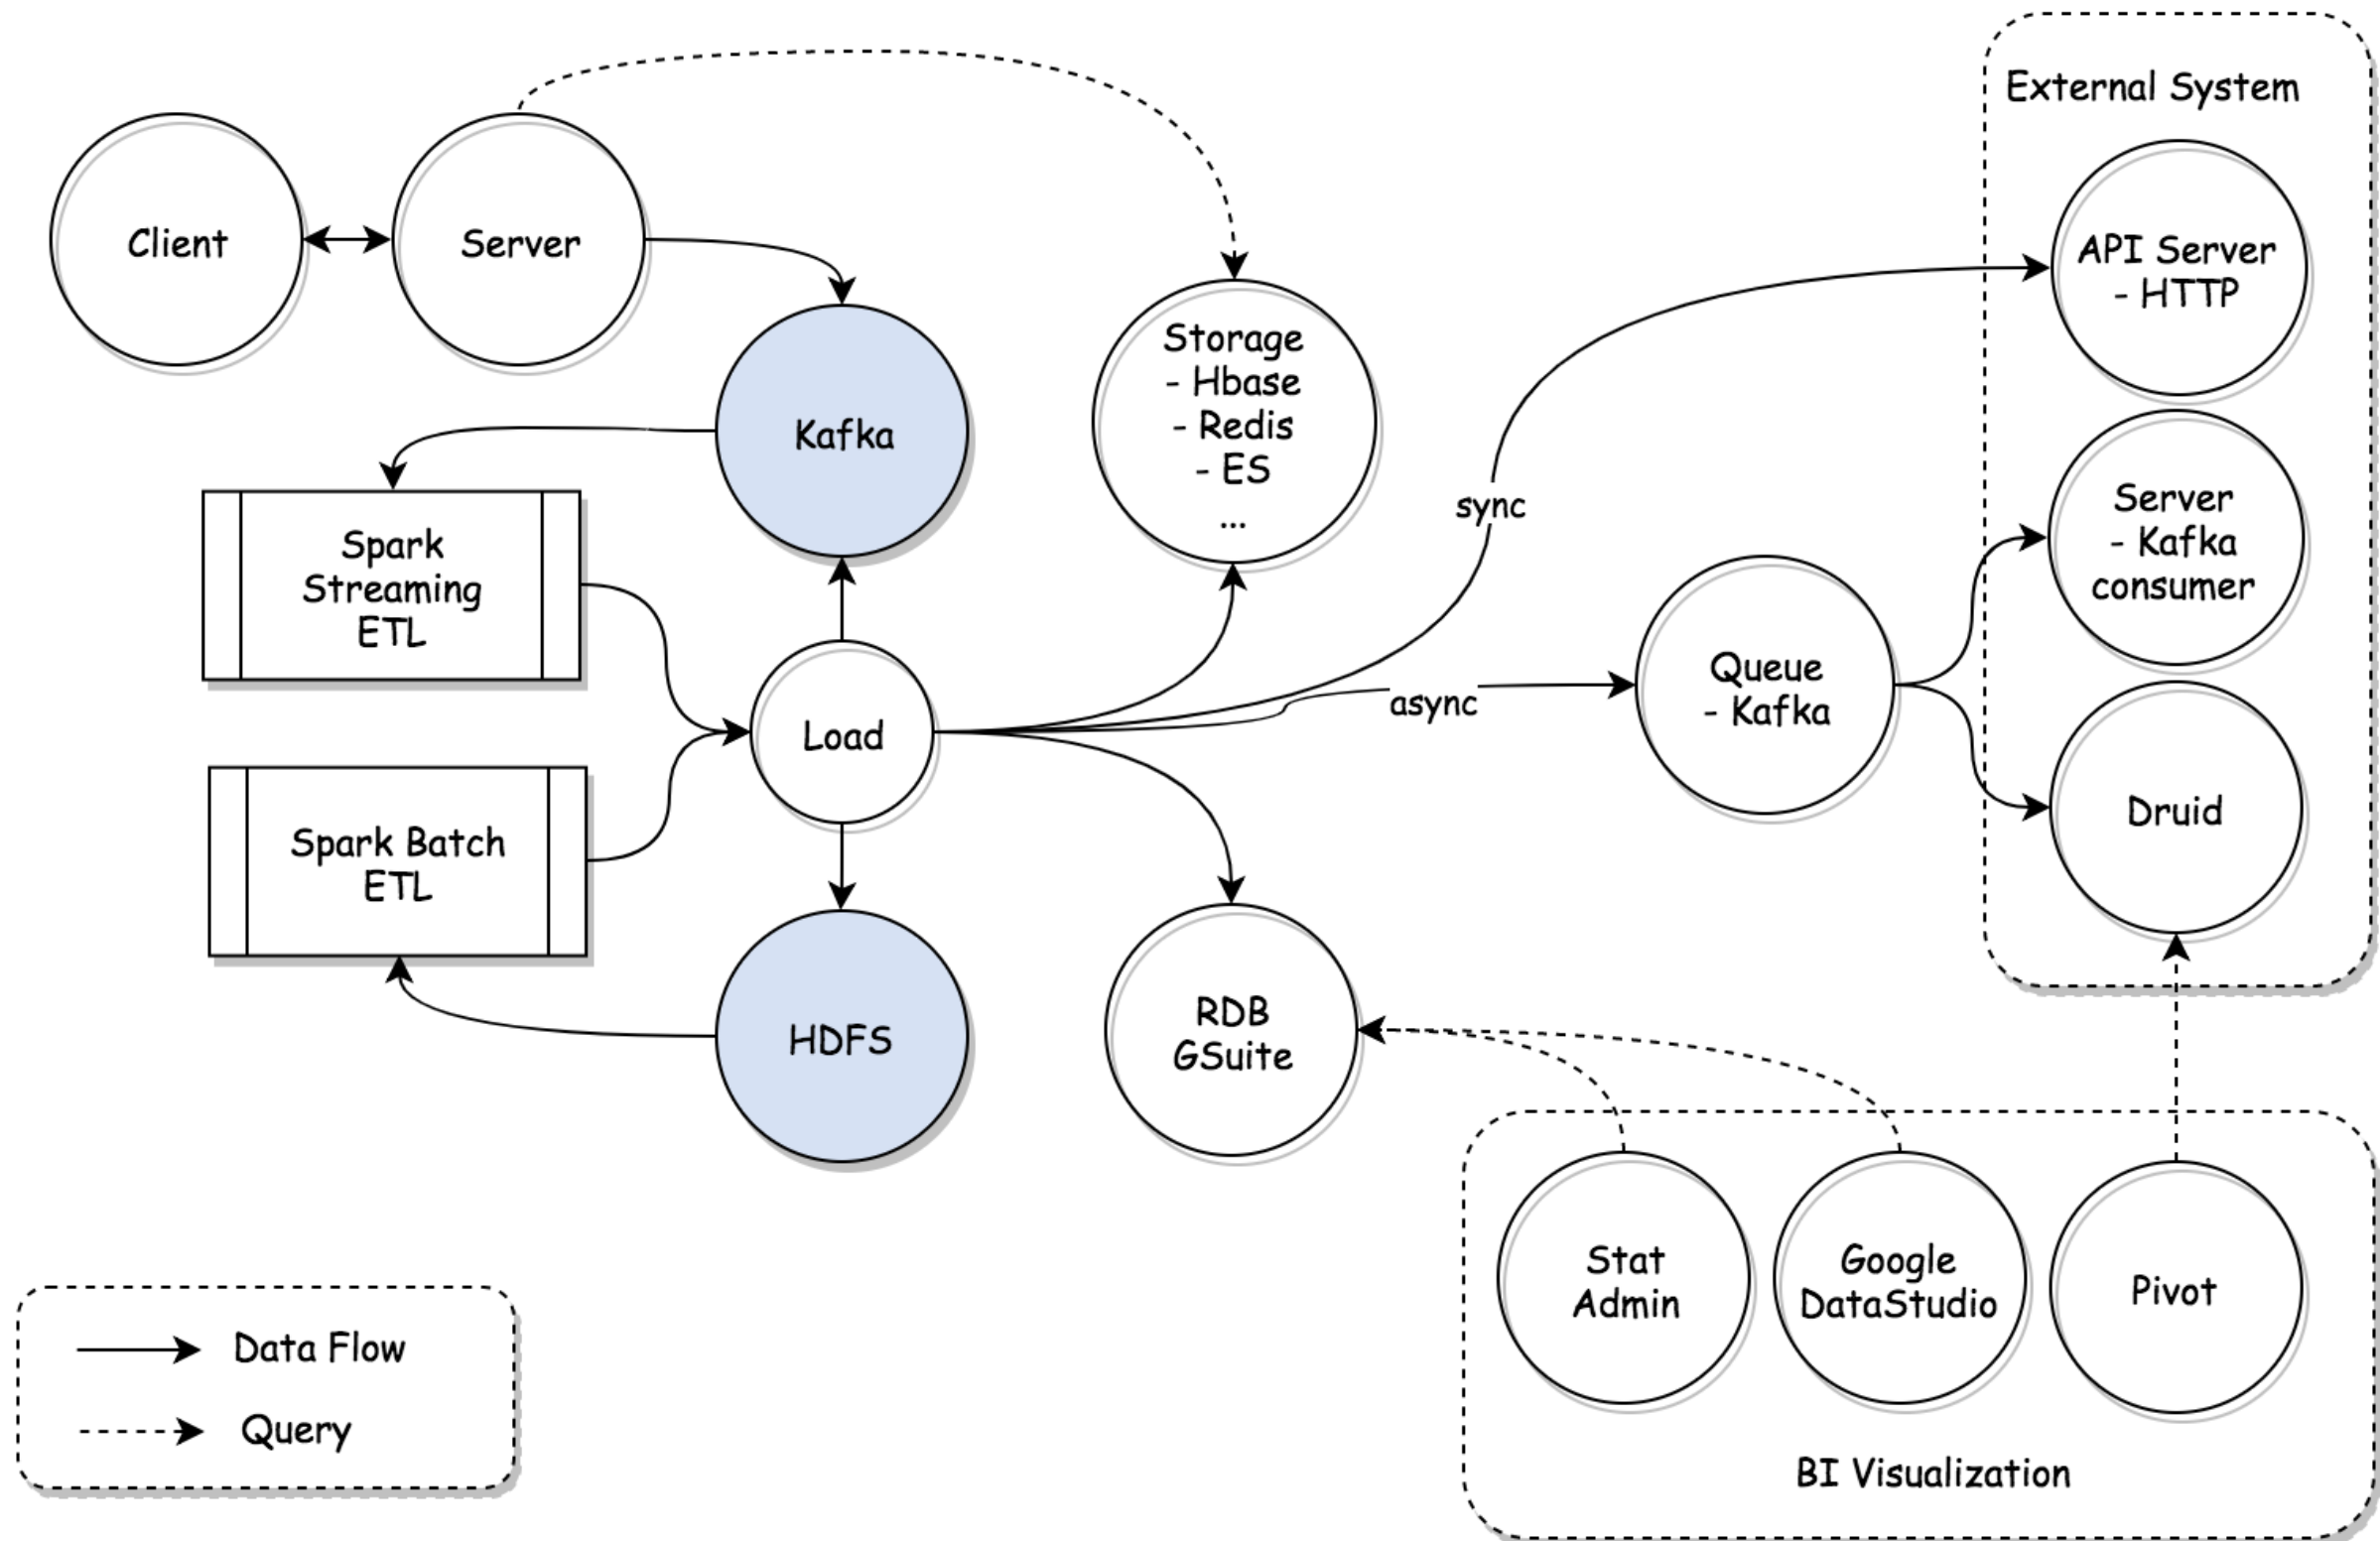 External System
Client
Server
API Server
- HTTP
Storage
- Hbase
- Redis
- ES
...
Kafka
sync
Server
- Kafka
consumer
Spark
Streaming
ETL
Queue
- Kafka
async
Load
Druid
Spark Batch
ETL
HDFS
RDB
GSuite
Stat
Admin
Google
DataStudio
Pivot
BI Visualization
Data Flow
Query